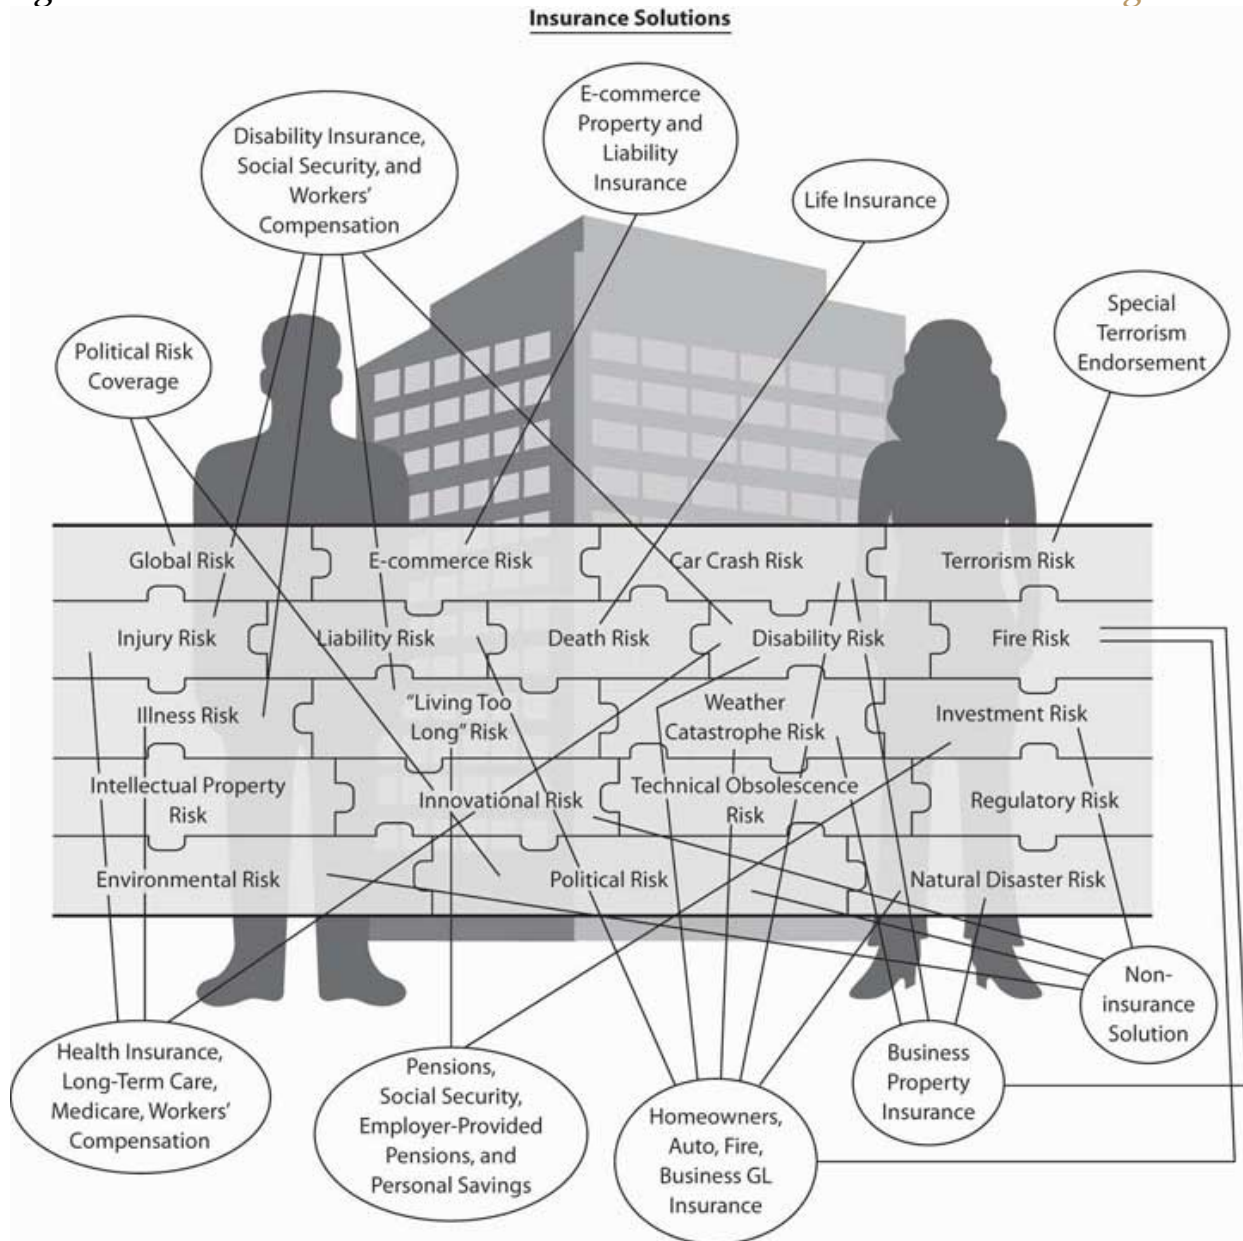 Insurance Solutions
E-commerce
Property and
Liability
Insurance
Disability Insurance,
Social Security, and
Workers’
Compensation
Life Insurance
Special
Terrorism
Endorsement
Political Risk
Coverage
Global Risk
E-commerce Risk
Car Crash Risk
Terrorism Risk
Injury Risk
Liability Risk
Death Risk
Disability Risk
Fire Risk
Illness Risk
“Living Too
Long” Risk
Weather
Catastrophe Risk
Investment Risk
Intellectual Property
Risk
Innovational Risk
Technical Obsolescence
Risk
Regulatory Risk
Environmental Risk
Political Risk
Natural Disaster Risk
Non-
insurance
Solution
Health Insurance,
Long-Term Care,
Medicare, Workers’
Compensation
Pensions,
Social Security,
Employer-Provided
Pensions, and
Personal Savings
Homeowners,
Auto, Fire,
Business GL
Insurance
Business
Property
Insurance